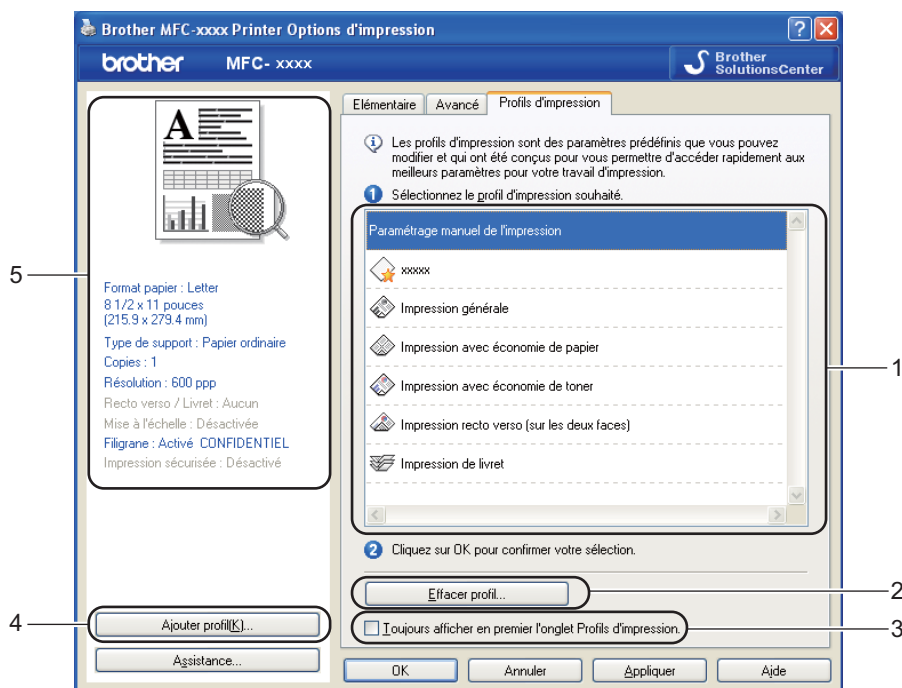 Brother MFC-xxxx Printer Options d'impression
brother MFC- xxxx
Brother
SolutionsCenter
Elémentaire Avancé Profils d'impression
Les profils d'impression sont des paramètres prédéfinis que vous pouvez
modifier et qui ont été conçus pour vous permettre d'accéder rapidement aux
meilleurs paramètres pour votre travail d'impression.
1 Sélectionnez le profil d'impression souhaité.
Paramétrage manuel de l'impression
xxxxx
Impression générale
Impression avec économie de papier
Impression avec économie de toner
Impression recto verso (sur les deux faces)
Impression de livret
1
2 Cliquez sur OK pour confirmer votre sélection.
Effacer profil...
2
Toujours afficher en premier l'onglet Profils d'impression.
3
A
5
Format papier : Letter
8 1/2 x 11 pouces
(215.9 x 279.4 mm)
Type de support : Papier ordinaire
Copies : 1
Résolution : 600 ppp
Recto verso / Livret : Aucun
Mise à l'échelle : Désactivée
Filigrane : Activé CONFIDENTIEL
Impression sécurisée : Désactivé
4
Ajouter profil(K)...
Assistance...
OK Annuler Appliquer Aide